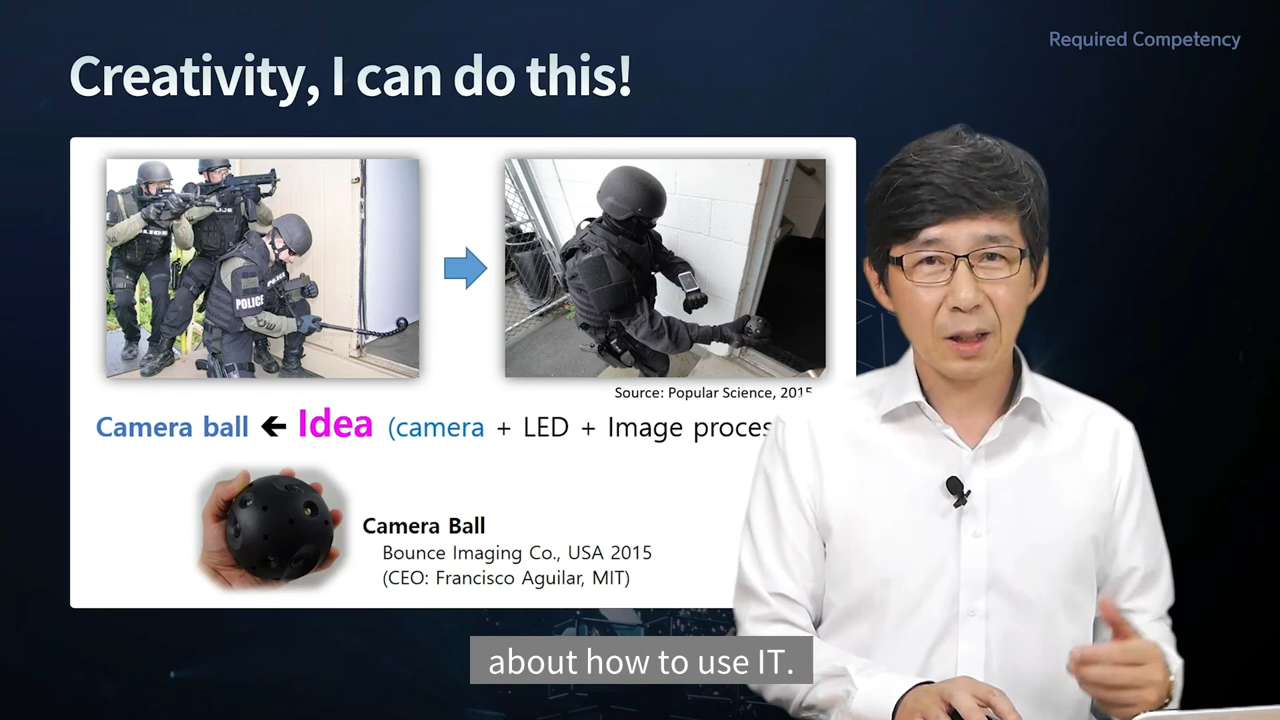 Required Competency
Creativity, I can do this!
POLICE
Source: Popular Science, 2015
Camera ball ← Idea (camera + LED + Image proces
Camera Ball
Bounce Imaging Co., USA 2015
(CEO: Francisco Aguilar, MIT)
about how to use IT.